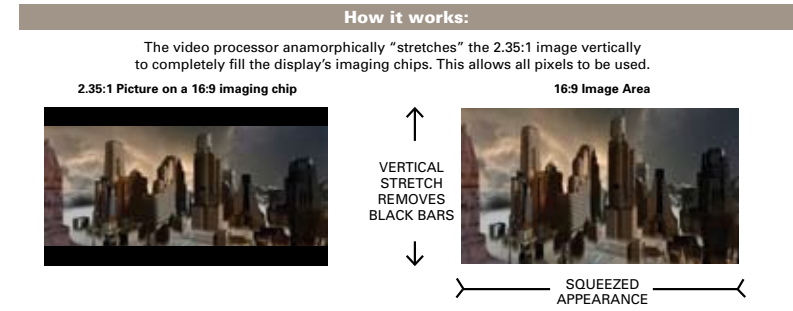 How it works:
The video processor anamorphically “stretches” the 2.35:1 image vertically
to completely fill the display’s imaging chips. This allows all pixels to be used.
2.35:1 Picture on a 16:9 imaging chip
16:9 Image Area
VERTICAL
STRETCH
REMOVES
BLACK BARS
SQUEEZED
APPEARANCE